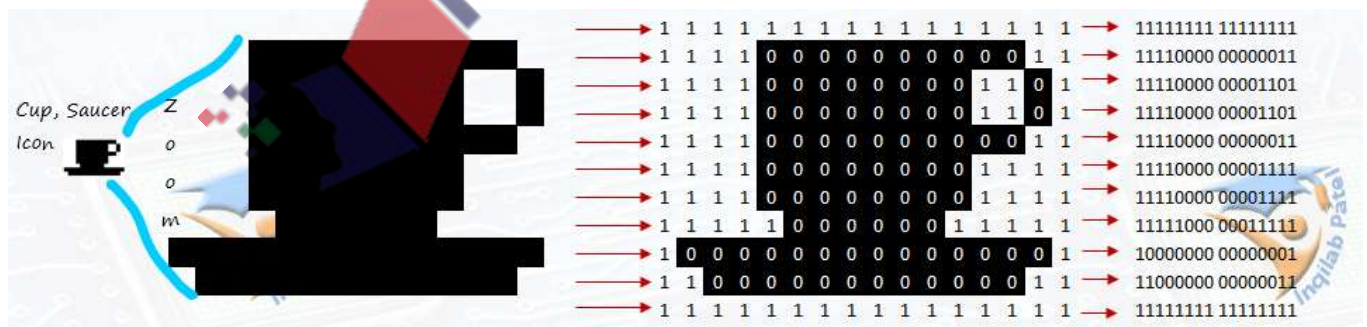 Cup, Saucer
Icon
Z
o
o
m
1 1 1 1 1 1 1 1 1 1 1 1 1 1 1 1
1 1 1 1 0 0 0 0 0 0 0 0 0 0 1 1
1 1 1 1 0 0 0 0 0 0 0 0 1 1 0 1
1 1 1 1 0 0 0 0 0 0 0 0 1 1 0 1
1 1 1 1 0 0 0 0 0 0 0 0 0 0 1 1
1 1 1 1 0 0 0 0 0 0 0 0 1 1 1 1
1 1 1 1 0 0 0 0 0 0 0 0 1 1 1 1
1 1 1 1 1 0 0 0 0 0 0 1 1 1 1 1
1 0 0 0 0 0 0 0 0 0 0 0 0 0 0 1
1 1 0 0 0 0 0 0 0 0 0 0 0 0 1 1
1 1 1 1 1 1 1 1 1 1 1 1 1 1 1 1
11111111 11111111
11110000 00000011
11110000 00001101
11110000 00001101
11110000 00000011
11110000 00001111
11110000 00001111
11111000 00011111
10000000 00000001
11000000 00000011
11111111 11111111
Inqilab Patel